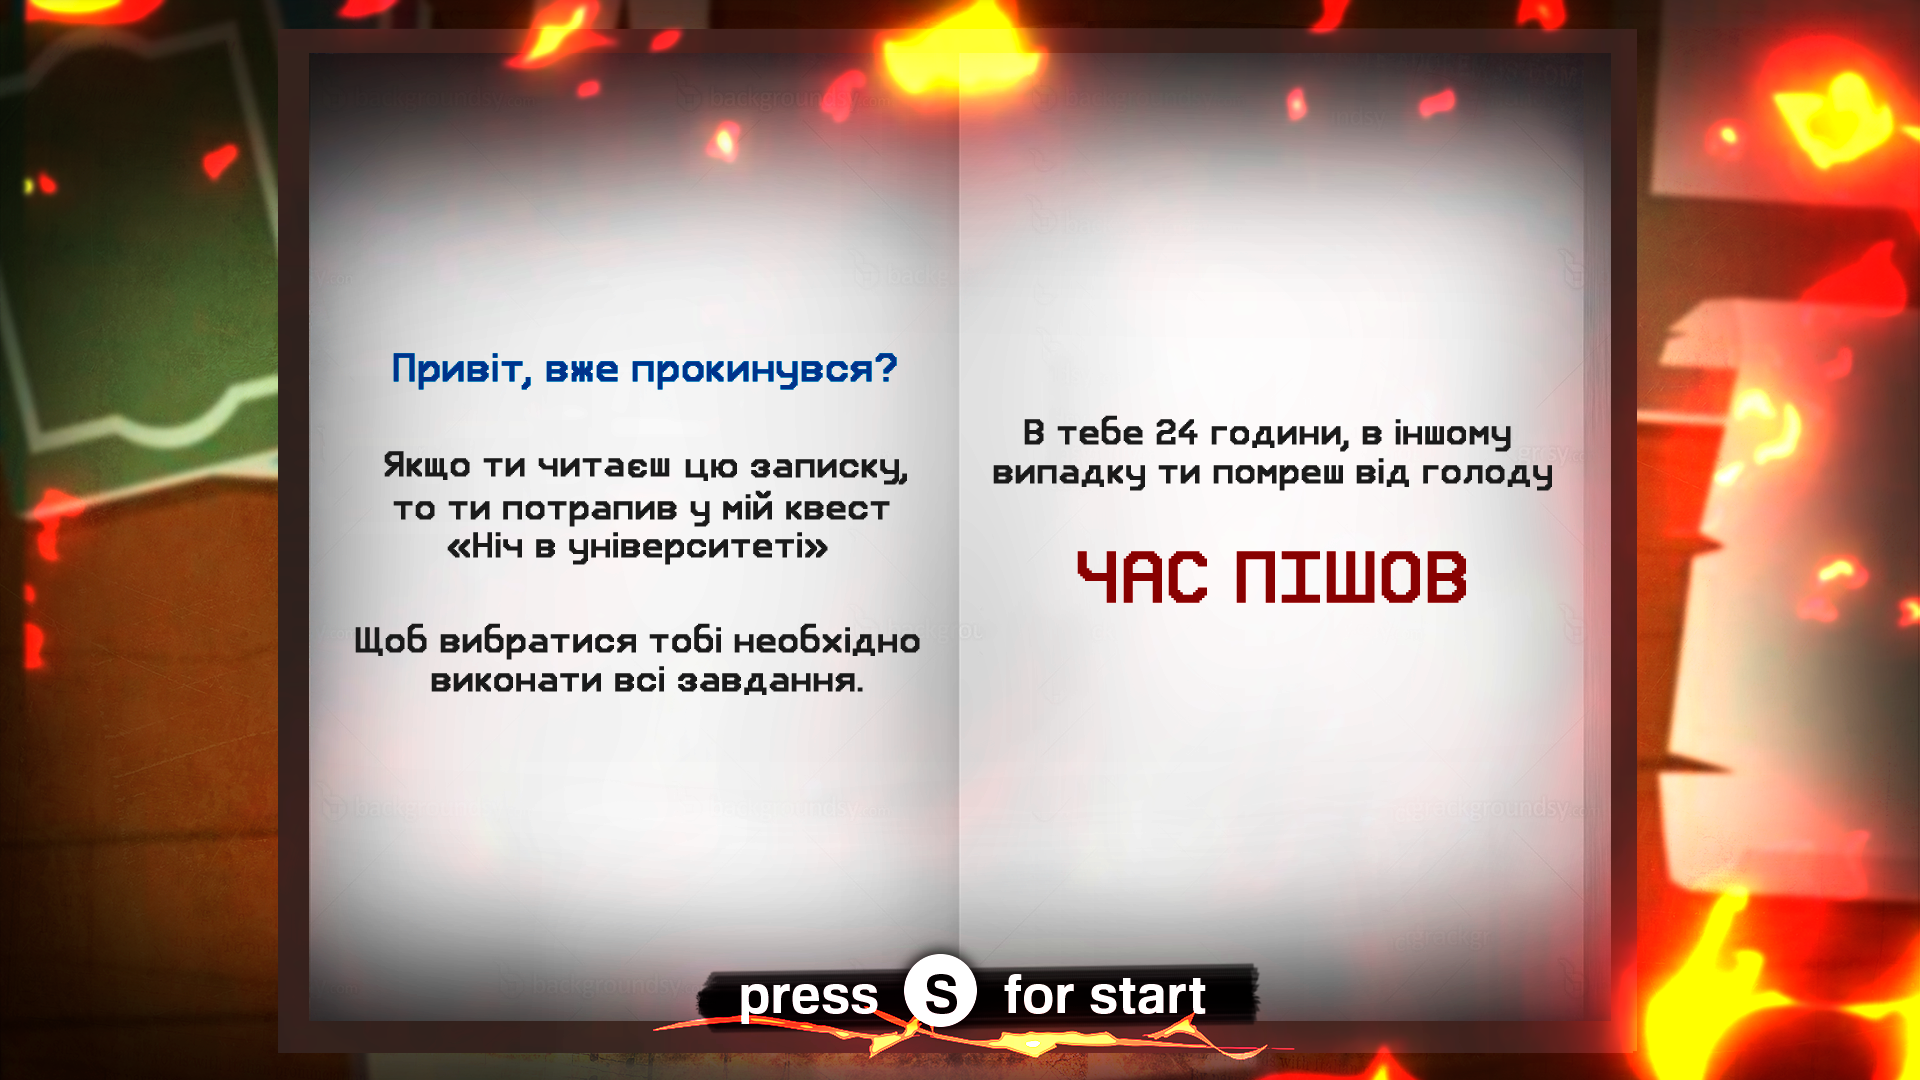 Привіт, вже прокинувся?
Якщо ти читаєш цю записку,
то ти потрапив у мій квест
«Ніч в університеті»
Щоб вибратися тобі необхідно
виконати всі завдання.
В тебе 24 години, в іншому
випадку ти помреш від голоду
ЧАС ПІШОВ
press S for start